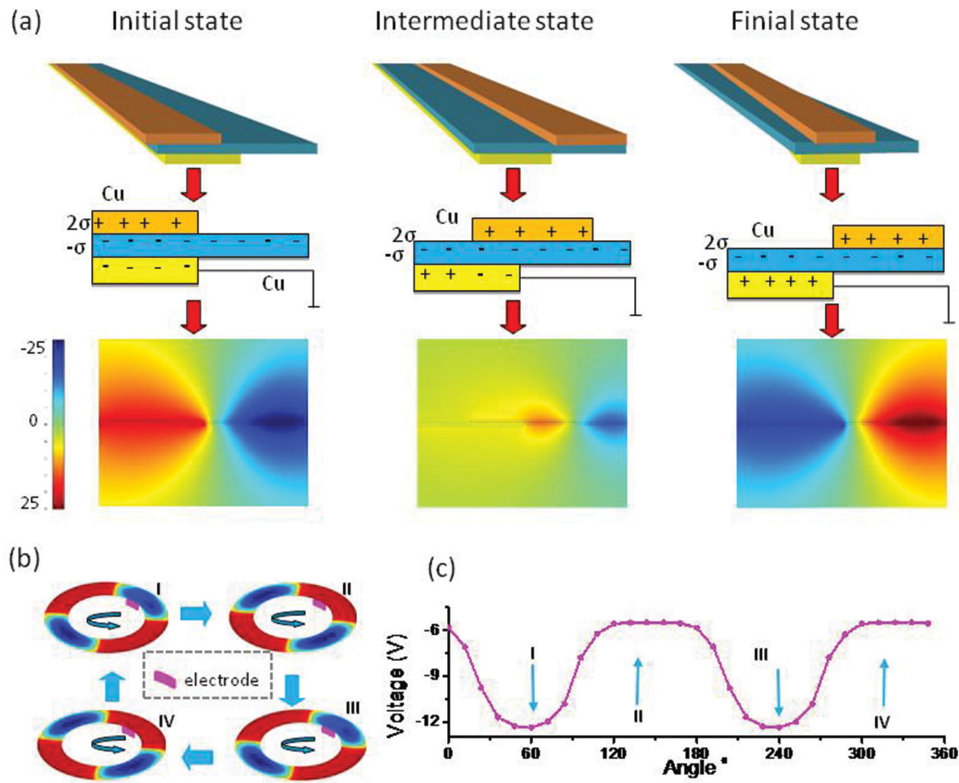 (a) Initial state Intermediate state Finial state
Cu
2σ + + + +
-σ - - - - - - - -
- - - -
Cu
Cu
2σ + + + +
-σ - - - - - - - -
+ + - -
Cu
2σ + + + +
-σ - - - - - - - -
+ + + +
-25
0
25
(b)
I
II
electrode
IV
III
(c)
Voltage (V)
-6
-9
-12
I
II
III
IV
0 60 120 180 240 300 360
Angle °